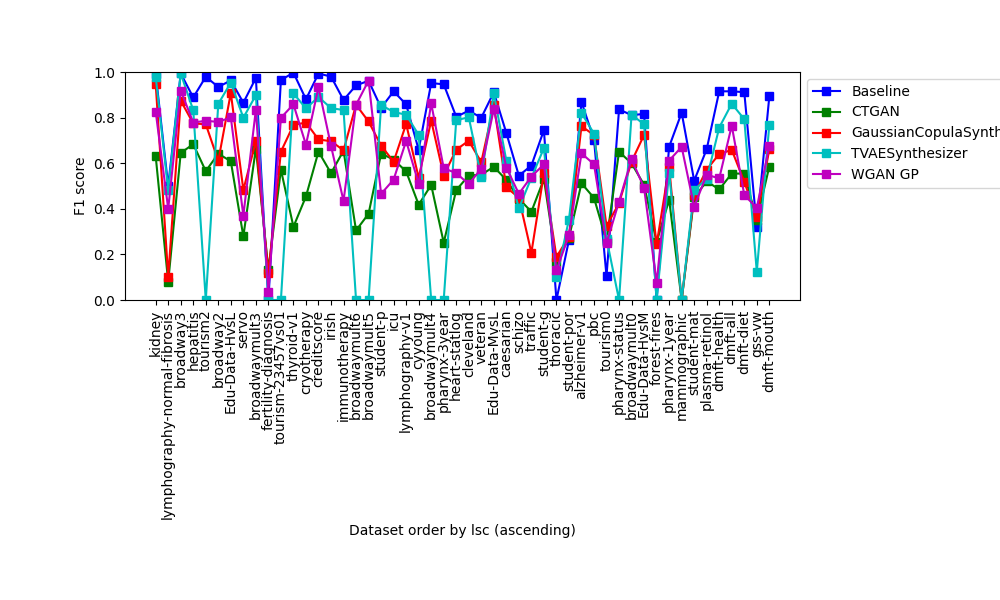 1.0
0.8
0.6
0.4
0.2
0.0
F1 score
Baseline
CTGAN
GaussianCopulaSynth
TVAESynthesizer
WGAN GP
kidney
lymphography-normal-fibrosis
broadway3
hepatitis
tourism2
broadway2
Edu-Data-HvsL
servo
broadwaymult3
fertility-diagnosis
tourism-23457vs01
thyroid-v1
cryotherapy
creditscore
irish
immunotherapy
broadwaymult6
broadwaymult5
student-p
icu
lymphography-v1
cyyoung
broadwaymult4
pharynx-3year
heart-statlog
cleveland
veteran
Edu-Data-MvsL
caesarian
schizo
traffic
student-g
thoracic
student-por
alzheimer-v1
pbc
tourism0
pharynx-status
broadwaymult0
Edu-Data-HvsM
forest-fires
pharynx-1year
mammographic
student-mat
plasma-retinol
dmft-health
dmft-all
dmft-diet
gss-vw
dmft-mouth
Dataset order by lsc (ascending)